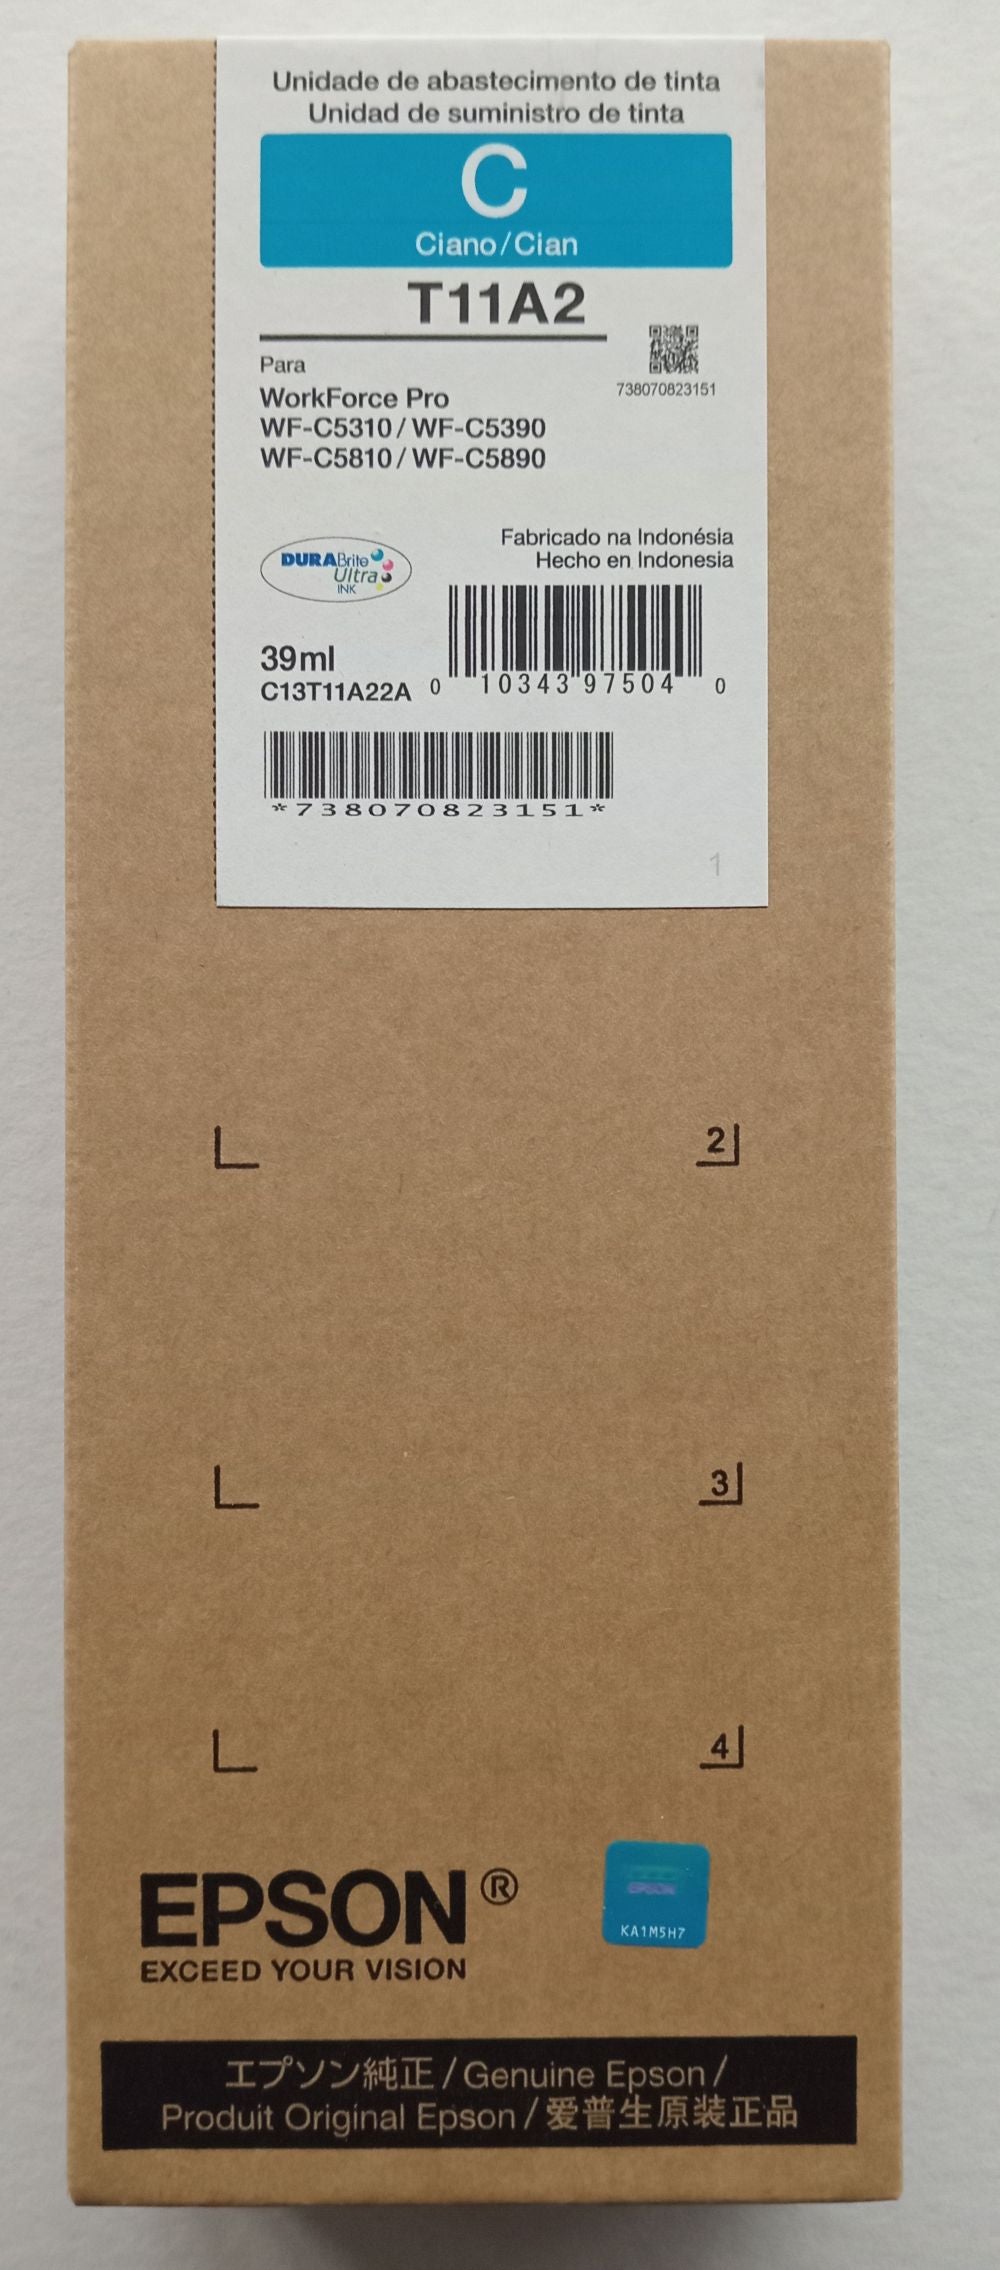 Unidade de abastecimento de tinta
Unidad de suministro de tinta
C
Ciano/Cian
T11A2
Para
WorkForce Pro
WF-C5310 / WF-C5390
WF-C5810 / WF-C5890
738070823151
Fabricado na Indonésia
Hecho en Indonesia
DURABrite
Ultra
INK
39ml
C13T11A22A
0 10343 97504 0
*738070823151*
1
2
3
4
EPSON®
EXCEED YOUR VISION
EPSON
KA1M5H7
エプソン純正 / Genuine Epson /
Produit Original Epson / 爱普生原装正品